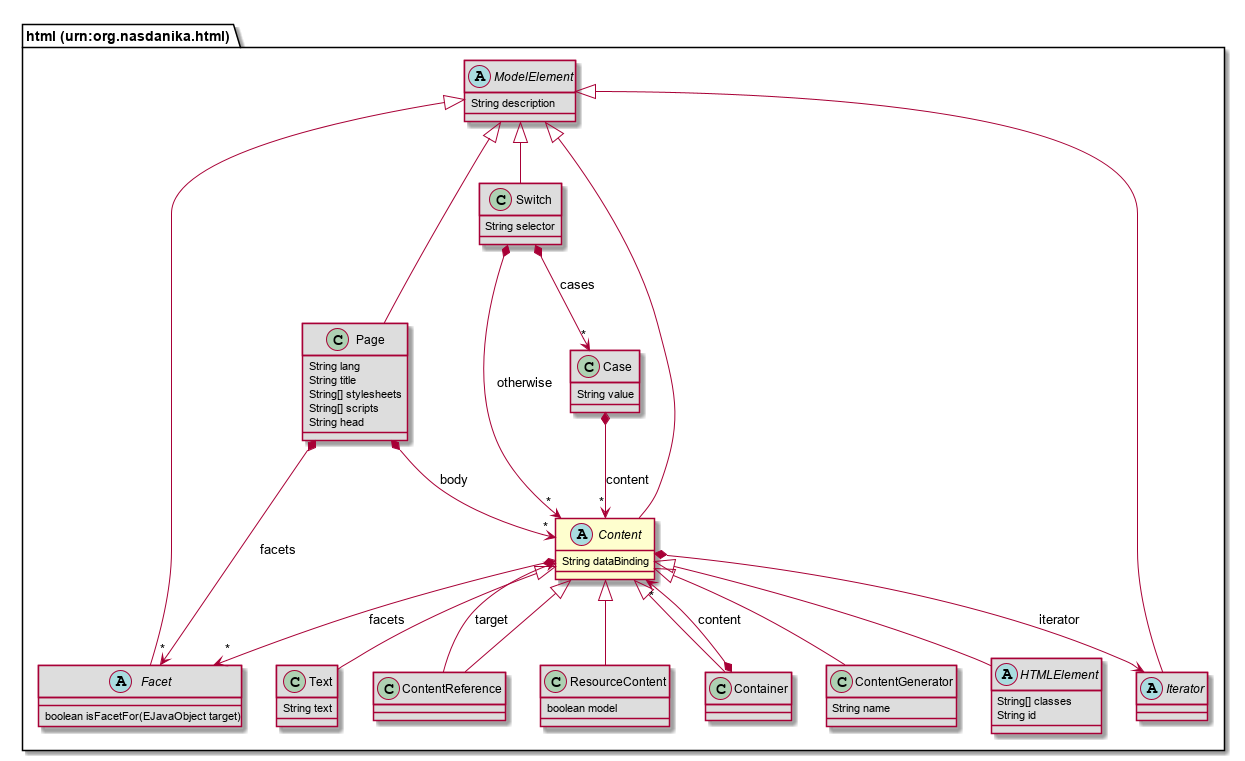 html (urn:org.nasdanika.html)
A ModelElement
String description
C Switch
String selector
cases
*
C Page
String lang
String title
String[] stylesheets
String[] scripts
String head
otherwise
C Case
String value
body
content
*
*
*
A Content
String dataBinding
facets
*
facets
*
target
*
content
iterator
A Facet
boolean isFacetFor(EJavaObject target)
C Text
String text
C ContentReference
C ResourceContent
boolean model
C Container
C ContentGenerator
String name
A HTMLElement
String[] classes
String id
A Iterator